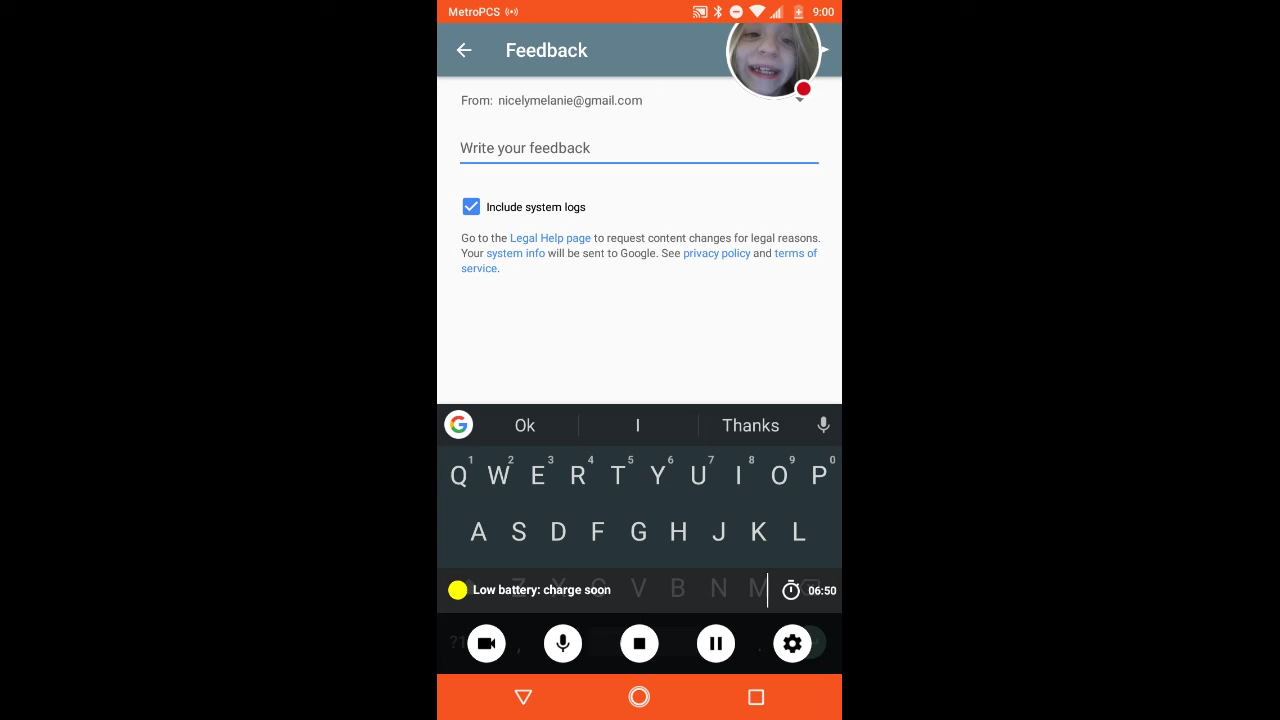 MetroPCS 9:00
Feedback
From: nicelymelanie@gmail.com
Write your feedback
Include system logs
Go to the Legal Help page to request content changes for legal reasons.
Your system info will be sent to Google. See privacy policy and terms of
service.
Ok I Thanks
1 2 3 4 5 6 7 8 9 0
Q W E R T Y U I O P
A S D F G H J K L
Z X C V B N M
Low battery: charge soon 06:50
?1 , .